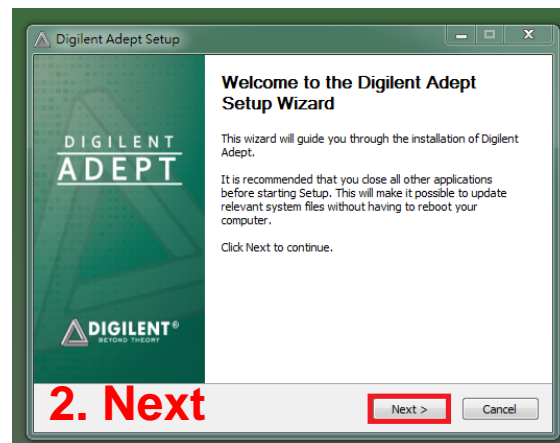 Digilent Adept Setup
Welcome to the Digilent Adept
Setup Wizard
This wizard will guide you through the installation of Digilent
Adept.
It is recommended that you close all other applications
before starting Setup. This will make it possible to update
relevant system files without having to reboot your
computer.
Click Next to continue.
DIGILENT
ADEPT
DIGILENT®
BEYOND THEORY
2. Next
Next >
Cancel